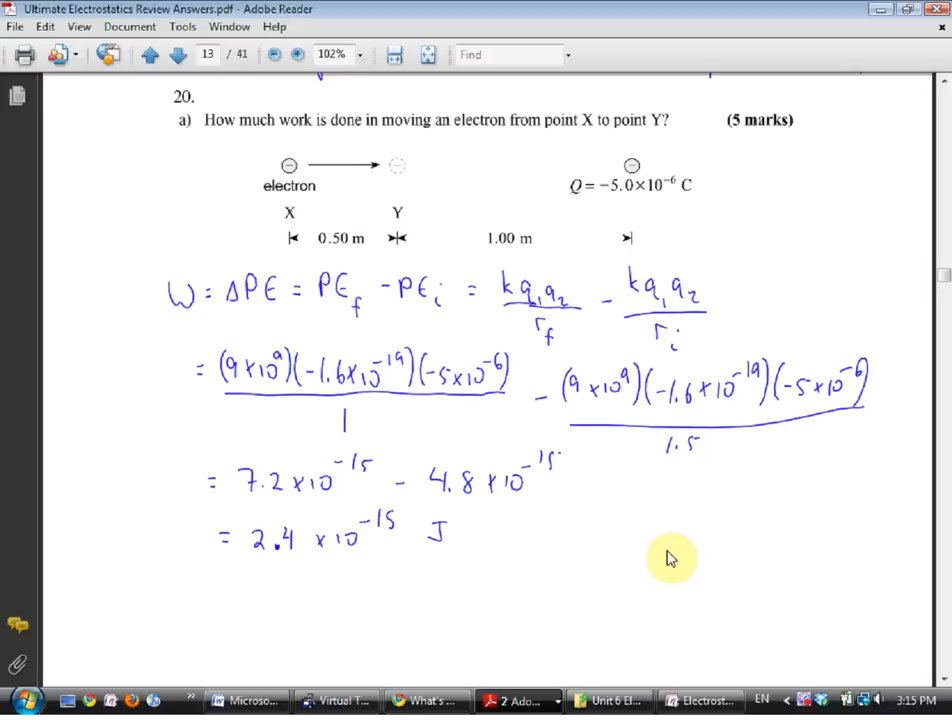 Ultimate Electrostatics Review Answers.pdf - Adobe Reader
File Edit View Document Tools Window Help
13 / 41 102% Find
20.
a) How much work is done in moving an electron from point X to point Y? (5 marks)
electron Q = −5.0×10⁻⁶ C
X Y
0.50 m 1.00 m
W = ΔPE = PE_f - PE_i = kq₁q₂/r_f - kq₁q₂/r_i
= (9×10⁹)(-1.6×10⁻¹⁹)(-5×10⁻⁶)/1 - (9×10⁹)(-1.6×10⁻¹⁹)(-5×10⁻⁶)/1.5
= 7.2×10⁻¹⁵ - 4.8×10⁻¹⁵
= 2.4 ×10⁻¹⁵ J
Microso... Virtual T... What's ... 2 Ado... Unit 6 El... Electrost... EN 3:15 PM